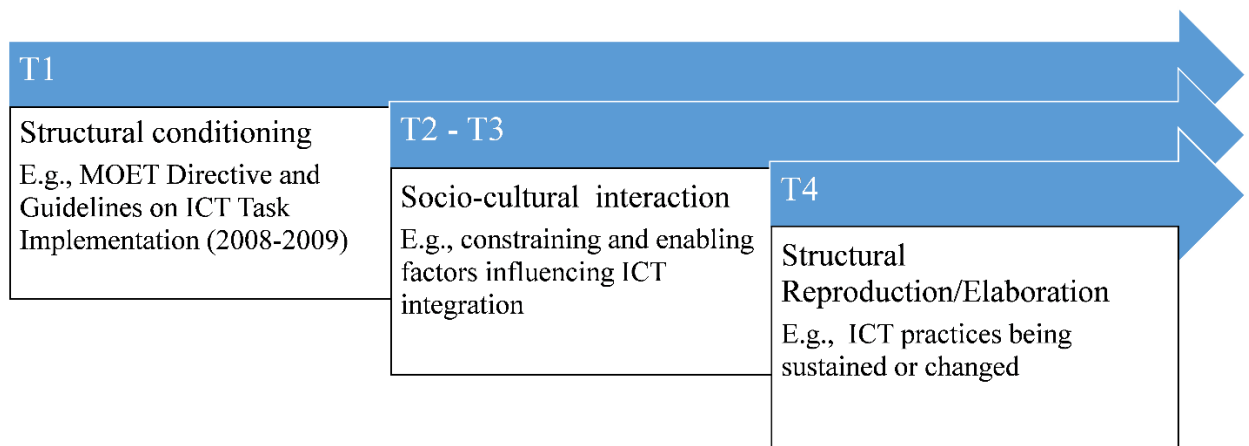 T1
Structural conditioning
E.g., MOET Directive and
Guidelines on ICT Task
Implementation (2008-2009)
T2 - T3
Socio-cultural interaction
E.g., constraining and enabling
factors influencing ICT
integration
T4
Structural
Reproduction/Elaboration
E.g., ICT practices being
sustained or changed